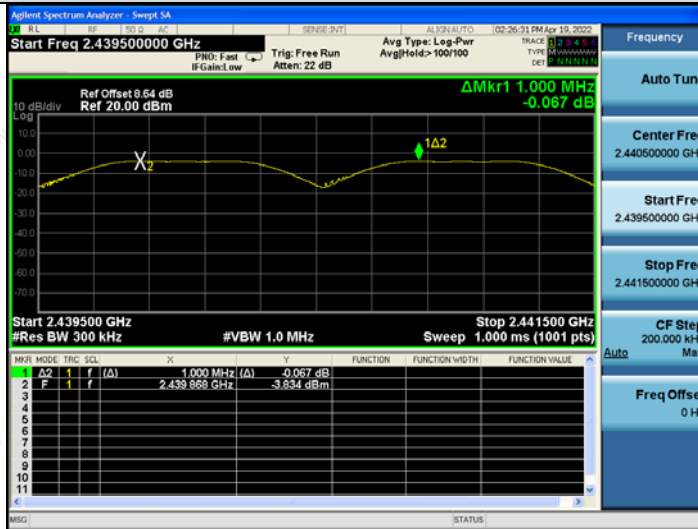 Agilent Spectrum Analyzer - Swept SA
RL RF 50 Ω AC SENSE:INT ALIGN AUTO 02:26:31 PM Apr 19, 2022
Start Freq 2.439500000 GHz
PNO: Fast
IFGain:Low
Trig: Free Run
Atten: 22 dB
Avg Type: Log-Pwr
Avg|Hold:>100/100
TRACE 1 2 3 4 5 6
TYPE
DET P N N N N N
Frequency
Auto Tun
Center Fre
2.440500000 GH
Start Fre
2.439500000 GH
Stop Fre
2.441500000 GH
CF Step
200.000 kH
Auto Ma
Freq Offse
0 H
ΔMkr1 1.000 MHz
-0.067 dB
Ref Offset 8.64 dB
Ref 20.00 dBm
10 dB/div
Log
10.0
0.00
-10.0
-20.0
-30.0
-40.0
-50.0
-60.0
-70.0
X2
1Δ2
Start 2.439500 GHz
Stop 2.441500 GHz
#Res BW 300 kHz
#VBW 1.0 MHz
Sweep 1.000 ms (1001 pts)
MKR MODE TRC SCL X Y FUNCTION FUNCTION WIDTH FUNCTION VALUE
1 Δ2 1 f (Δ) 1.000 MHz (Δ) -0.067 dB
2 F 1 f 2.439 868 GHz -3.834 dBm
3
4
5
6
7
8
9
10
11
MSG STATUS